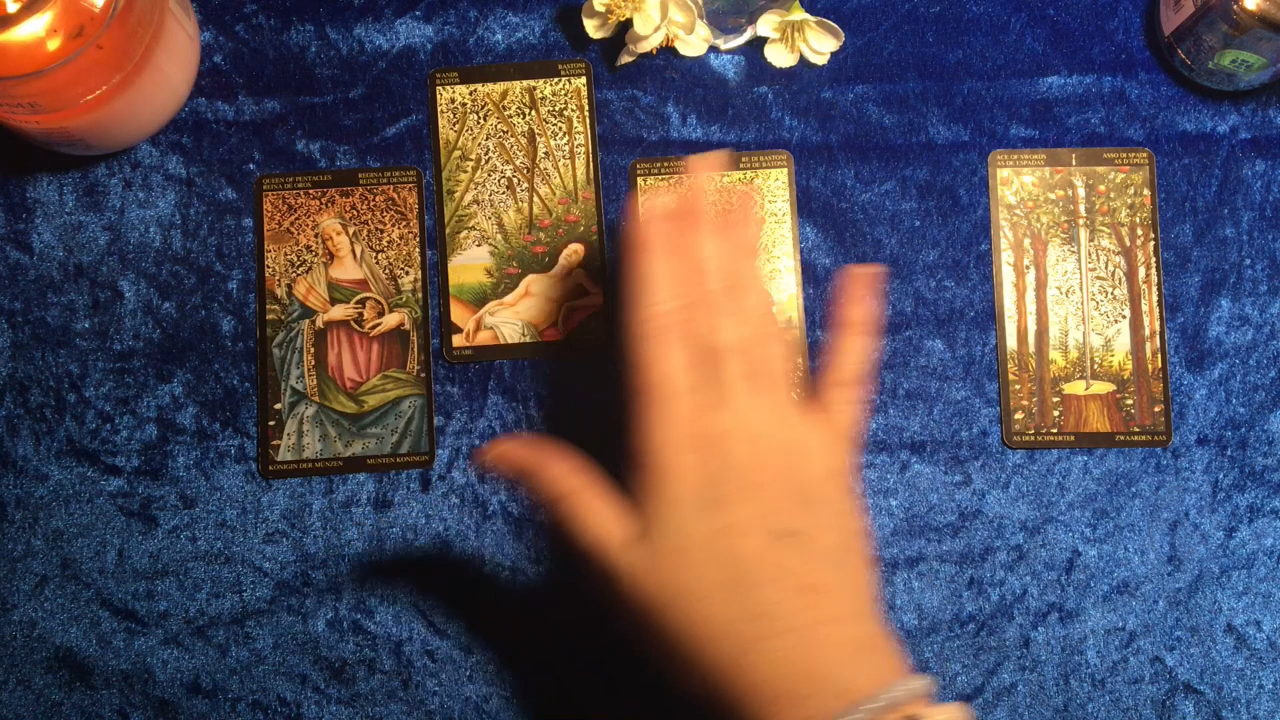 QUEEN OF PENTACLES
REINA DE OROS
REGINA DI DENARI
REINE DE DENIERS
KÖNIGIN DER MÜNZEN
MUNTEN KONINGIN
WANDS
BASTOS
BASTONI
BÂTONS
STÄBE
KING OF WANDS
REY DE BASTOS
RE DI BASTONI
ROI DE BÂTONS
ACE OF SWORDS
AS DE ESPADAS
ASSO DI SPADE
AS D'ÉPÉES
AS DER SCHWERTER
ZWAARDEN AAS